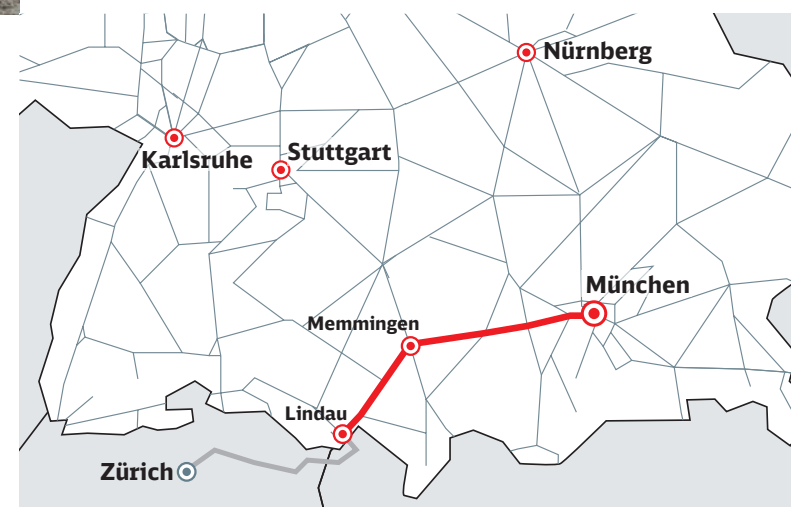 Nürnberg
Karlsruhe
Stuttgart
München
Memmingen
Lindau
Zürich